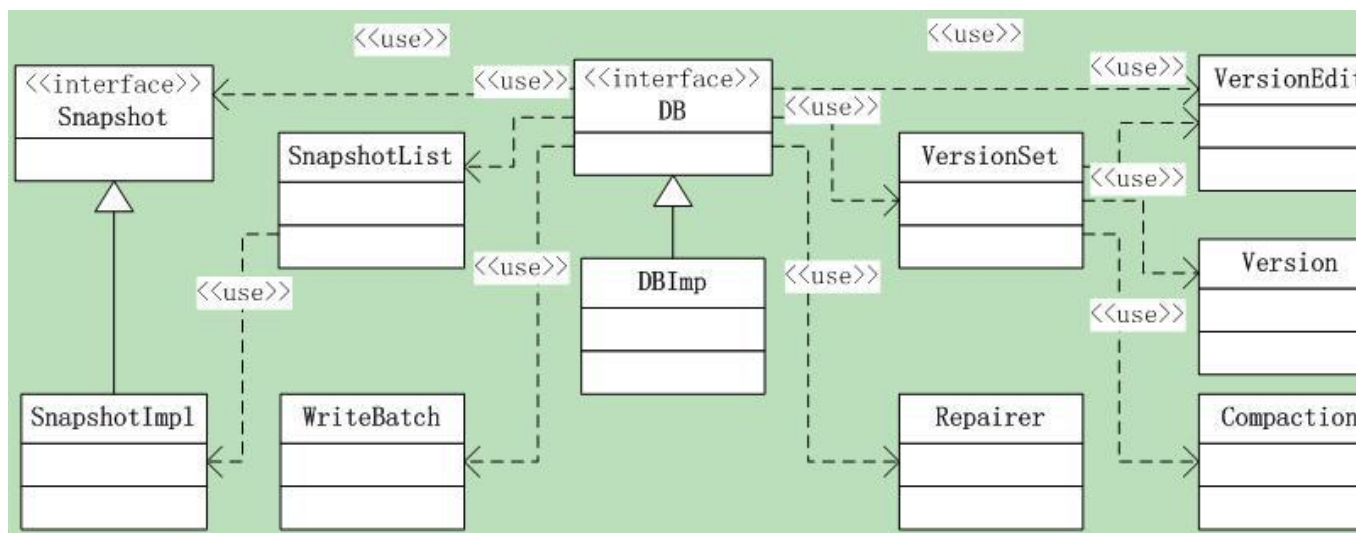 <<use>>
<<use>>
<<interface>>
Snapshot
<<use>>
<<interface>>
DB
<<use>>
VersionEdit
<<use>>
SnapshotList
VersionSet
<<use>>
<<use>>
<<use>>
<<use>>
DBImp
Version
<<use>>
SnapshotImpl
WriteBatch
Repairer
Compaction